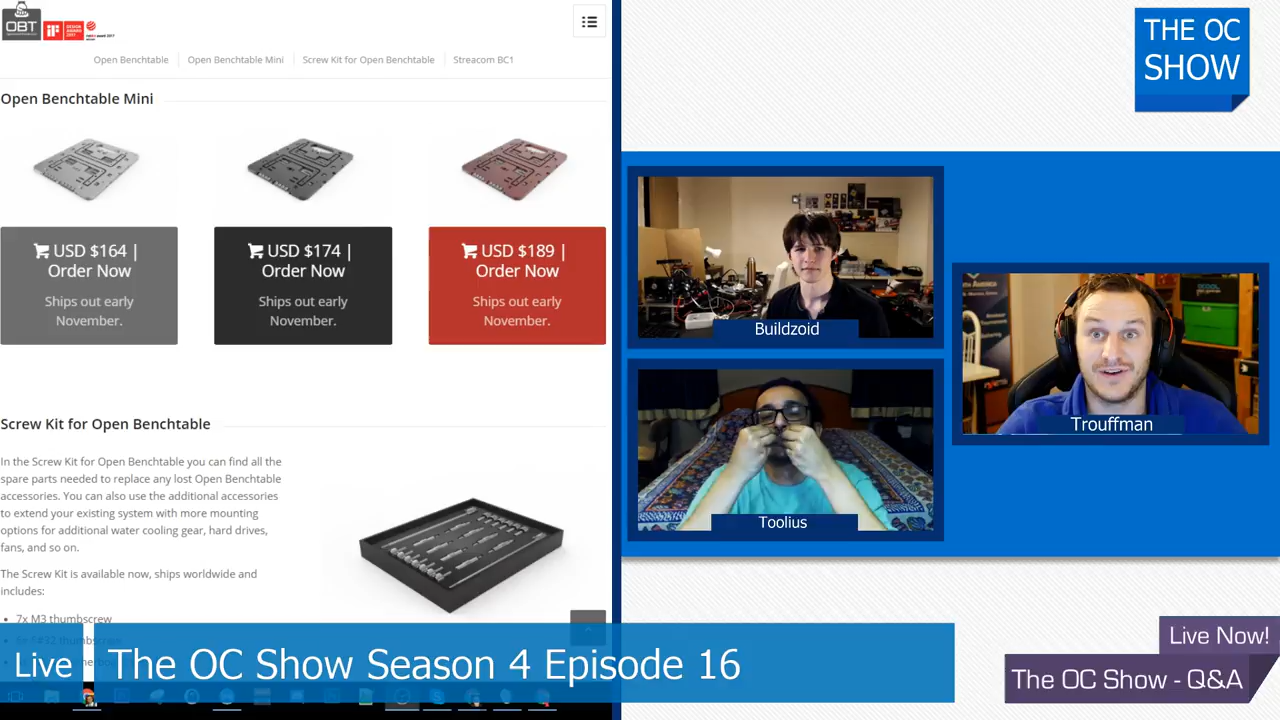 OBT
Open Benchtable
Open Benchtable Mini
Screw Kit for Open Benchtable
Streacom BC1
Open Benchtable Mini
USD $164 |
Order Now
Ships out early
November.
USD $174 |
Order Now
Ships out early
November.
USD $189 |
Order Now
Ships out early
November.
Screw Kit for Open Benchtable
In the Screw Kit for Open Benchtable you can find all the
spare parts needed to replace any lost Open Benchtable
accessories. You can also use the additional accessories
to extend your existing system with more mounting
options for additional water cooling gear, hard drives,
fans, and so on.
The Screw Kit is available now, ships worldwide and
includes:
7x M3 thumbscrew
THE OC
SHOW
Buildzoid
Toolius
Trouffman
Live
The OC Show Season 4 Episode 16
Live Now!
The OC Show - Q&A